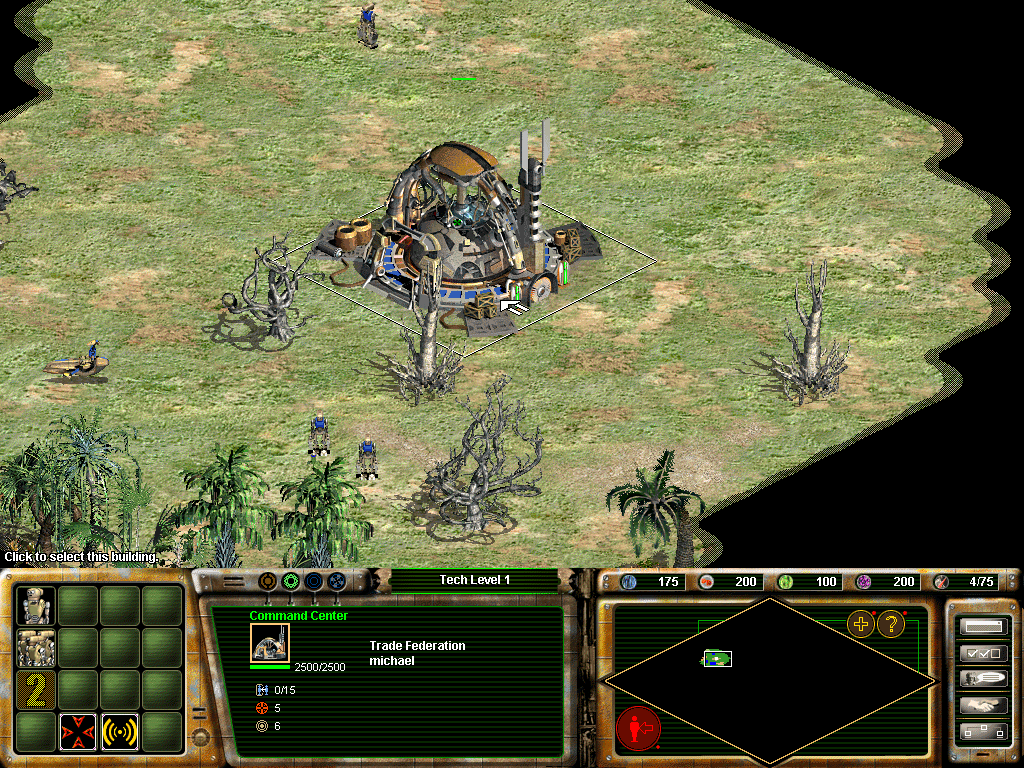 Click to select this building.
Tech Level 1
175
200
100
200
4/75
Command Center
2500/2500
Trade Federation
michael
0/15
5
6
2
?